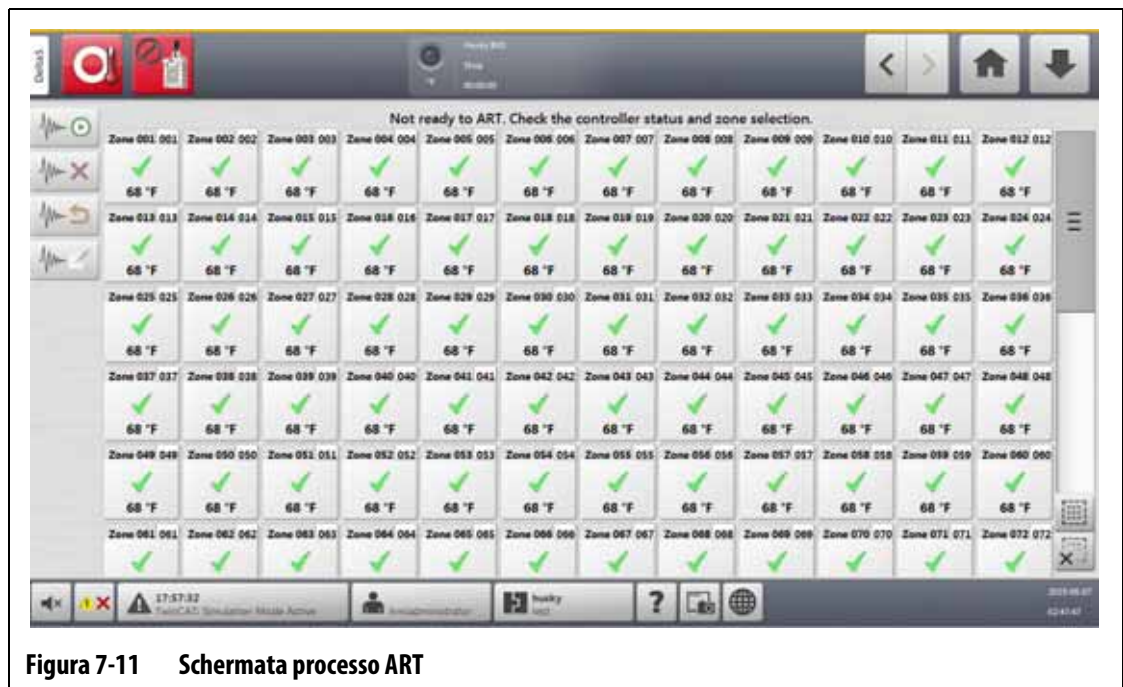 DeltaS
Husky
Stop
Not ready to ART. Check the controller status and zone selection.
Zone 001 001 Zone 002 002 Zone 003 003 Zone 004 004 Zone 005 005 Zone 006 006 Zone 007 007 Zone 008 008 Zone 009 009 Zone 010 010 Zone 011 011 Zone 012 012
68 °F 68 °F 68 °F 68 °F 68 °F 68 °F 68 °F 68 °F 68 °F 68 °F 68 °F 68 °F
Zone 013 013 Zone 014 014 Zone 015 015 Zone 016 016 Zone 017 017 Zone 018 018 Zone 019 019 Zone 020 020 Zone 021 021 Zone 022 022 Zone 023 023 Zone 024 024
68 °F 68 °F 68 °F 68 °F 68 °F 68 °F 68 °F 68 °F 68 °F 68 °F 68 °F 68 °F
Zone 025 025 Zone 026 026 Zone 027 027 Zone 028 028 Zone 029 029 Zone 030 030 Zone 031 031 Zone 032 032 Zone 033 033 Zone 034 034 Zone 035 035 Zone 036 036
68 °F 68 °F 68 °F 68 °F 68 °F 68 °F 68 °F 68 °F 68 °F 68 °F 68 °F 68 °F
Zone 037 037 Zone 038 038 Zone 039 039 Zone 040 040 Zone 041 041 Zone 042 042 Zone 043 043 Zone 044 044 Zone 045 045 Zone 046 046 Zone 047 047 Zone 048 048
68 °F 68 °F 68 °F 68 °F 68 °F 68 °F 68 °F 68 °F 68 °F 68 °F 68 °F 68 °F
Zone 049 049 Zone 050 050 Zone 051 051 Zone 052 052 Zone 053 053 Zone 054 054 Zone 055 055 Zone 056 056 Zone 057 057 Zone 058 058 Zone 059 059 Zone 060 060
68 °F 68 °F 68 °F 68 °F 68 °F 68 °F 68 °F 68 °F 68 °F 68 °F 68 °F 68 °F
Zone 061 061 Zone 062 062 Zone 063 063 Zone 064 064 Zone 065 065 Zone 066 066 Zone 067 067 Zone 068 068 Zone 069 069 Zone 070 070 Zone 071 071 Zone 072 072
17:57:32
TwinCAT: Simulation Mode Active
husky
test
?
Figura 7-11 Schermata processo ART